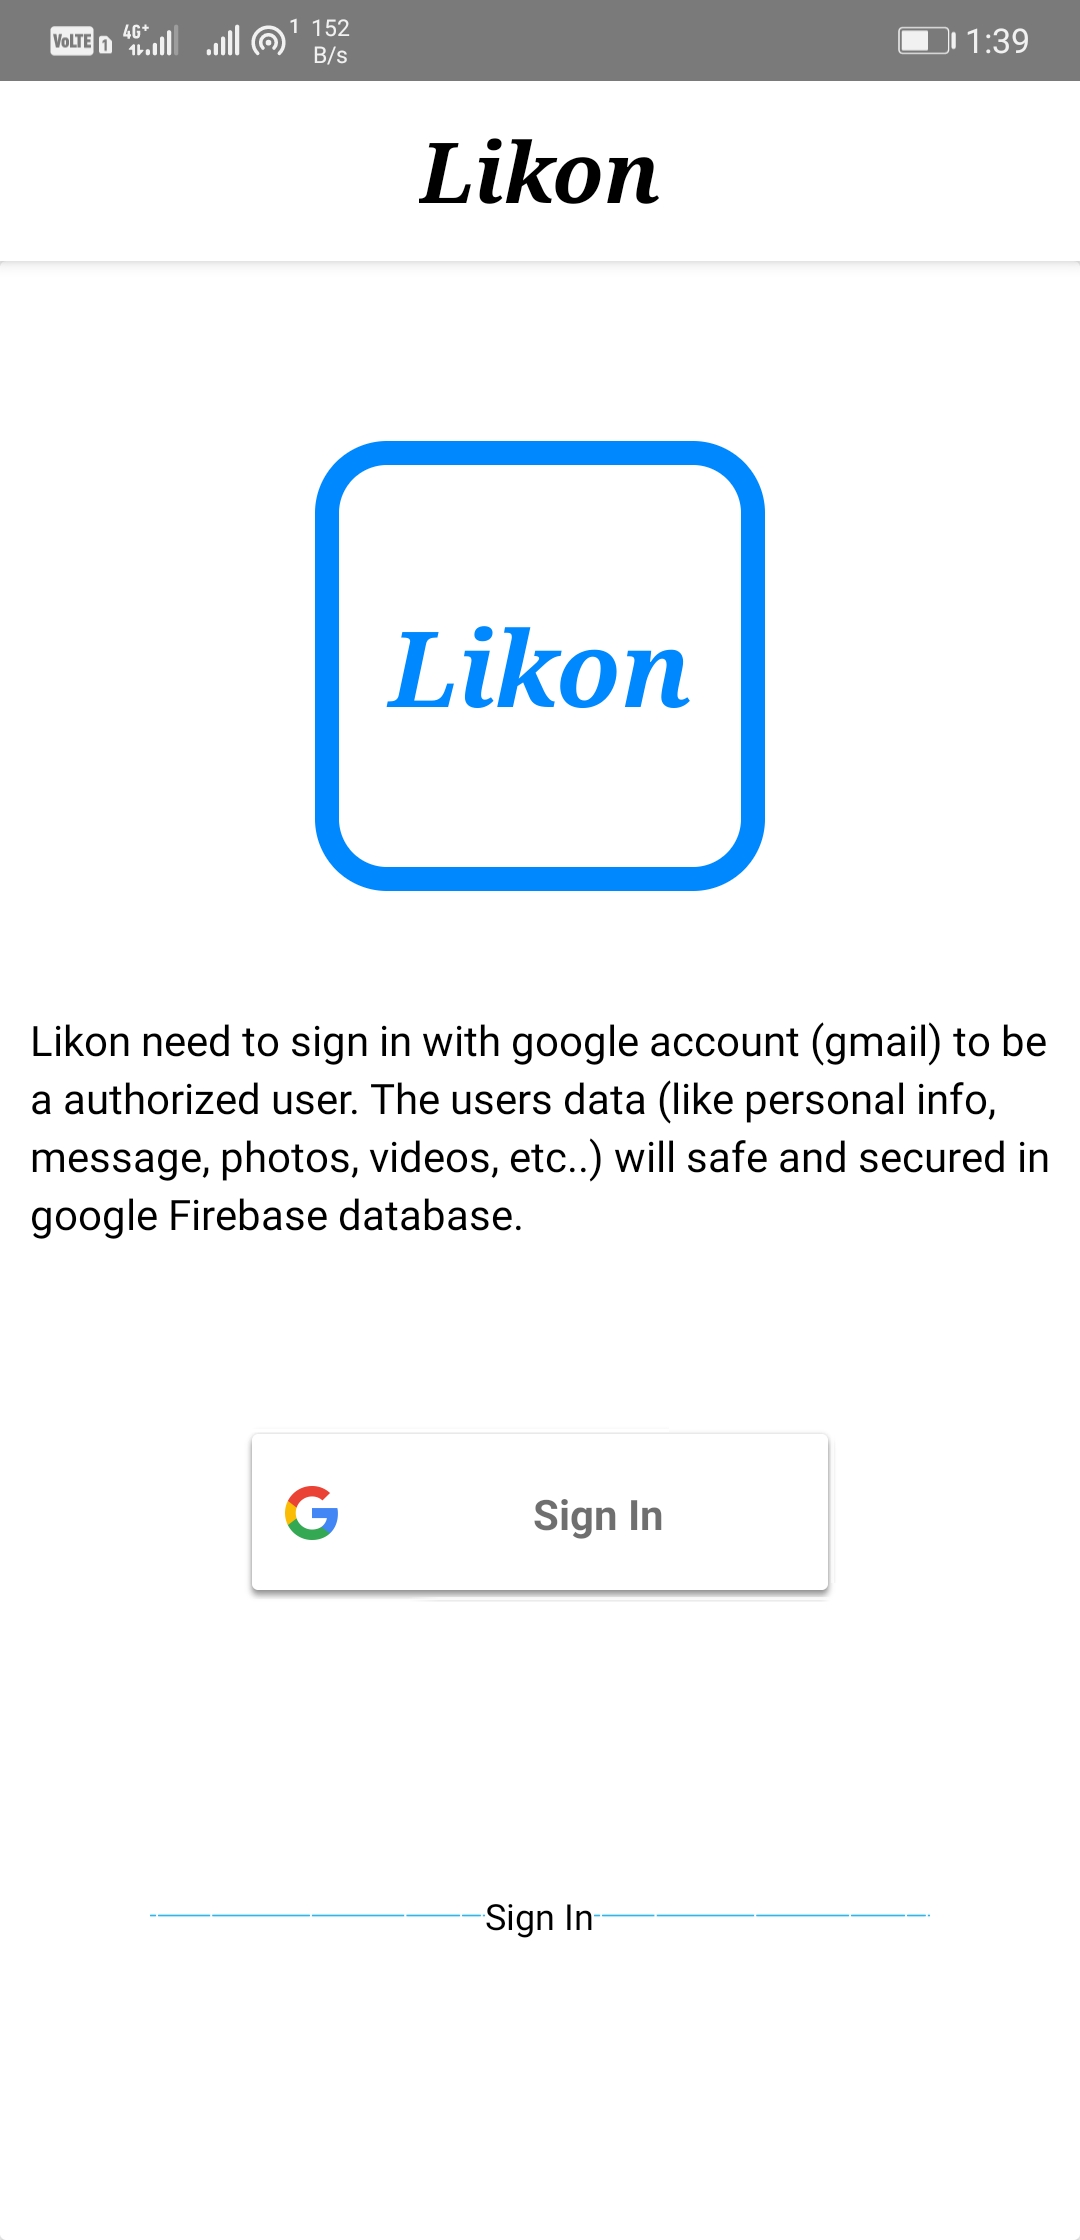 VoLTE 1 4G+ 1 152 B/s 1:39
Likon
Likon
Likon need to sign in with google account (gmail) to be
a authorized user. The users data (like personal info,
message, photos, videos, etc..) will safe and secured in
google Firebase database.
Sign In
Sign In